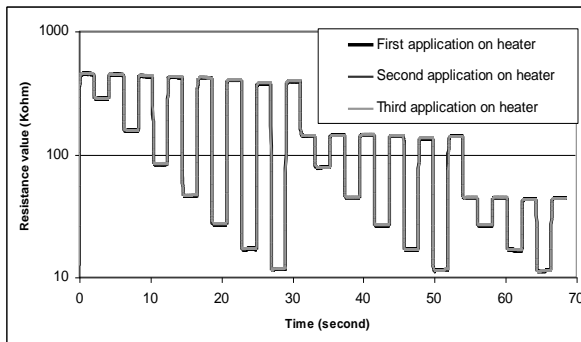 1000
100
10
Resistance value (Kohm)
First application on heater
Second application on heater
Third application on heater
0 10 20 30 40 50 60 70
Time (second)